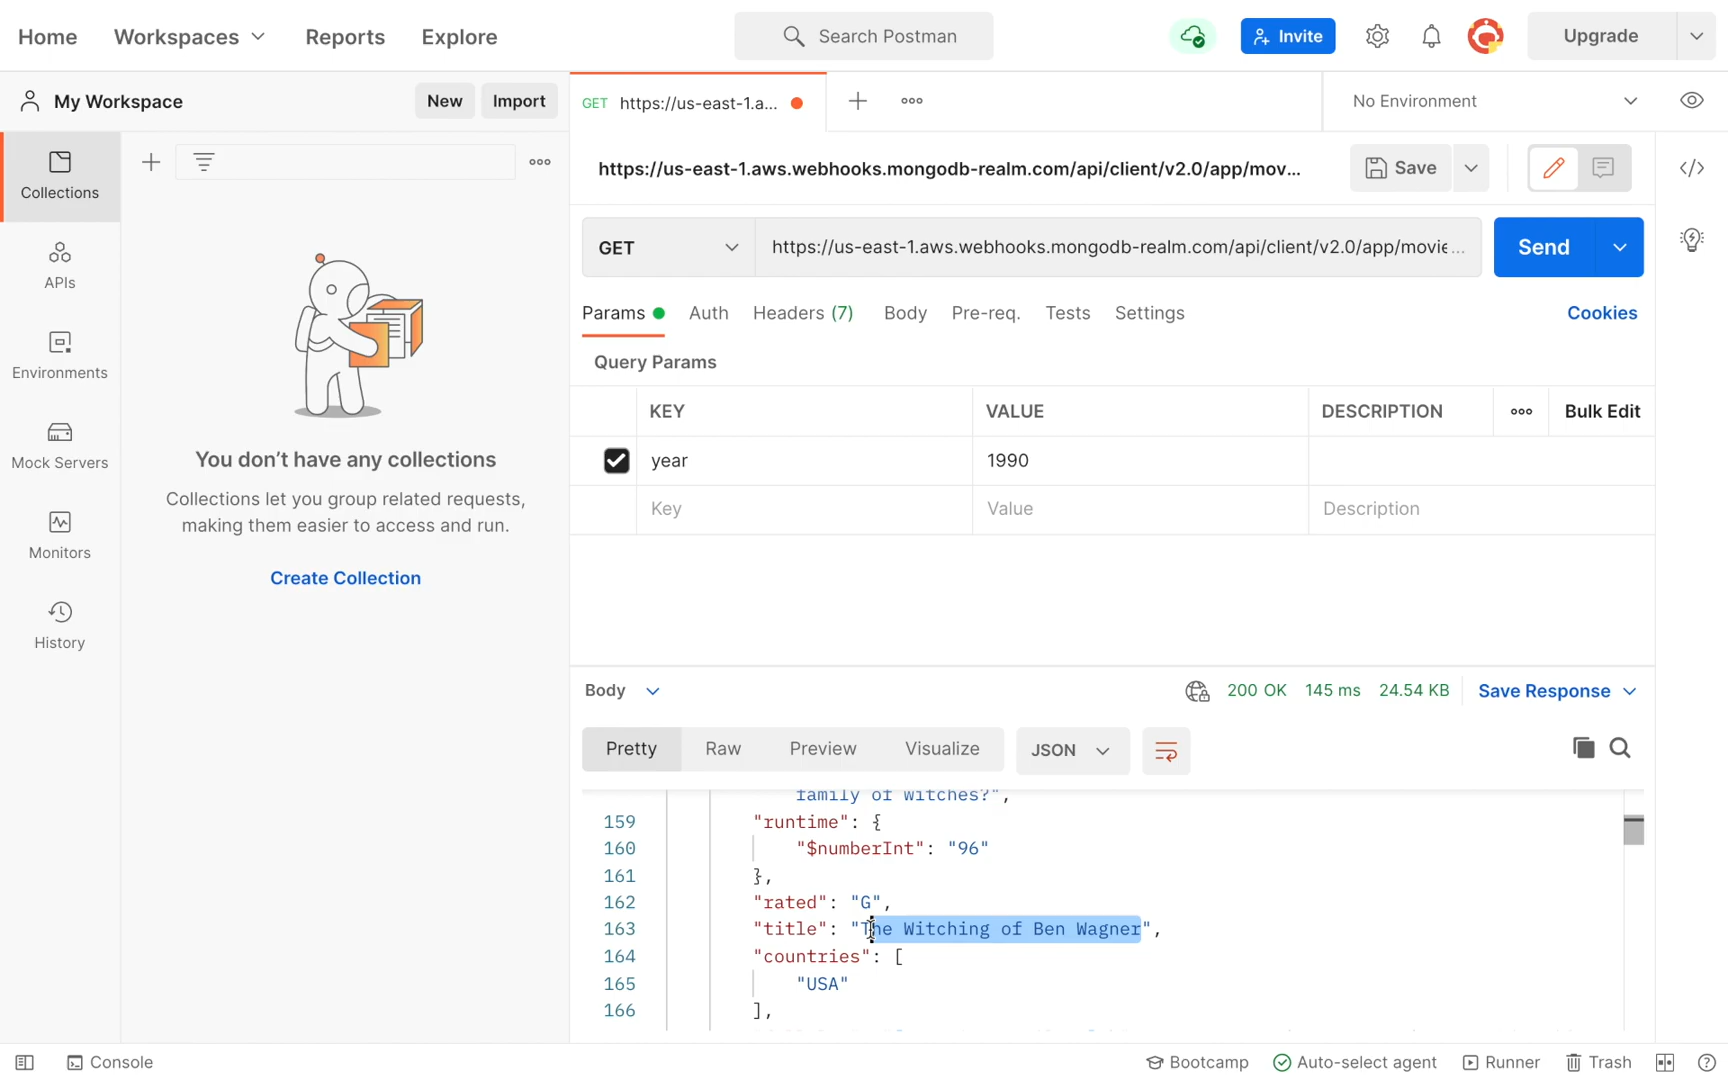 Home Workspaces Reports Explore Search Postman Invite Upgrade
My Workspace New Import GET https://us-east-1.a... No Environment
https://us-east-1.aws.webhooks.mongodb-realm.com/api/client/v2.0/app/mov... Save
Collections
GET https://us-east-1.aws.webhooks.mongodb-realm.com/api/client/v2.0/app/movie... Send
APIs
Params Auth Headers (7) Body Pre-req. Tests Settings Cookies
Environments
Query Params
KEY VALUE DESCRIPTION Bulk Edit
Mock Servers
You don't have any collections
year 1990
Collections let you group related requests,
making them easier to access and run.
Key Value Description
Monitors
Create Collection
History
Body 200 OK 145 ms 24.54 KB Save Response
Pretty Raw Preview Visualize JSON
family of witches?",
159 "runtime": {
160 "$numberInt": "96"
161 },
162 "rated": "G",
163 "title": "The Witching of Ben Wagner",
164 "countries": [
165 "USA"
166 ],
Console Bootcamp Auto-select agent Runner Trash